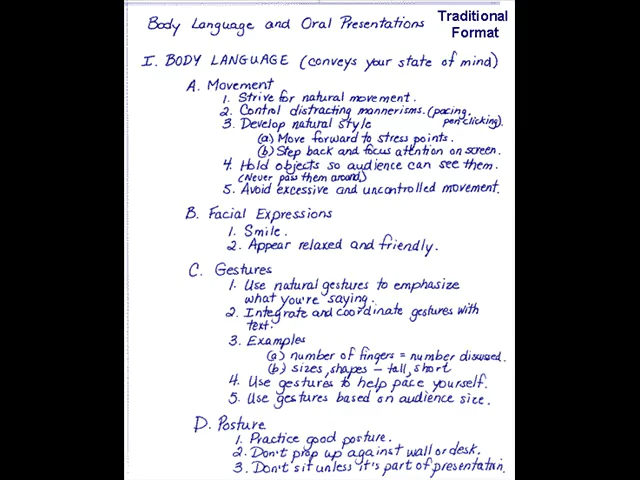 Body Language and Oral Presentations
Traditional
Format
I. BODY LANGUAGE (conveys your state of mind)
A. Movement
1. Strive for natural movement.
2. Control distracting mannerisms. (pacing,
pen clicking).
3. Develop natural style
(a) Move forward to stress points.
(b) Step back and focus attention on screen.
4. Hold objects so audience can see them.
(Never pass them around)
5. Avoid excessive and uncontrolled movement.
B. Facial Expressions
1. Smile.
2. Appear relaxed and friendly.
C. Gestures
1. Use natural gestures to emphasize
what you're saying.
2. Integrate and coordinate gestures with
text.
3. Examples
(a) number of fingers = number discussed.
(b) sizes, shapes - tall, short
4. Use gestures to help pace yourself.
5. Use gestures based on audience size.
D. Posture
1. Practice good posture.
2. Don't prop up against wall or desk.
3. Don't sit unless it's part of presentation.